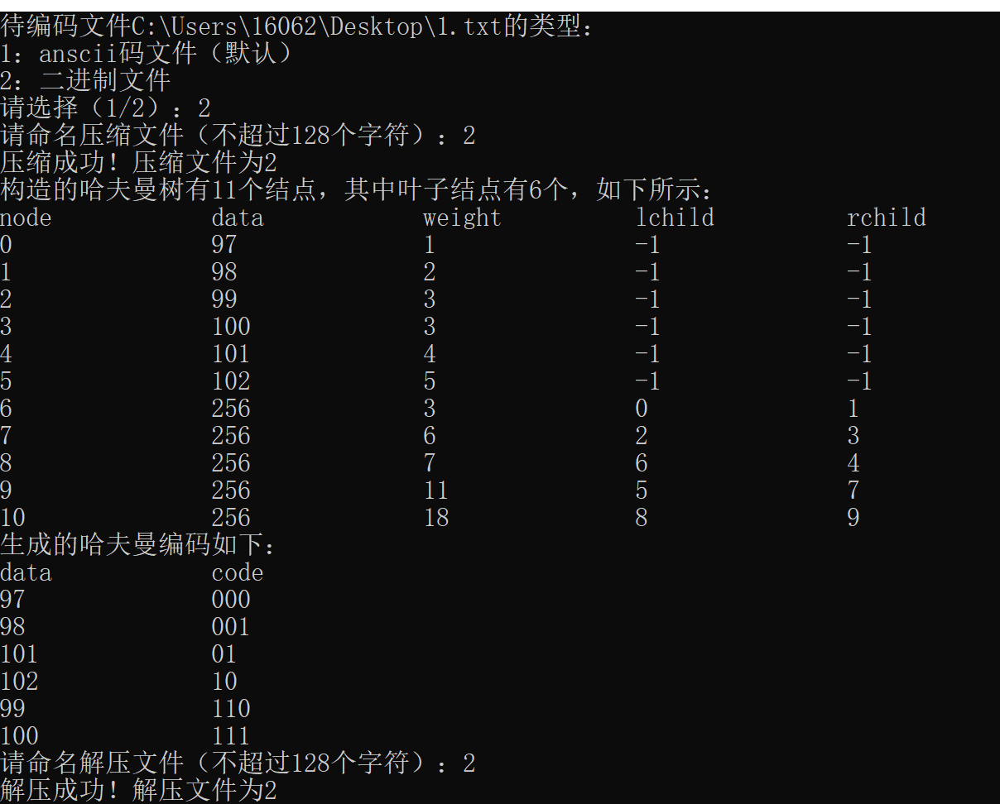 待编码文件C:\Users\16062\Desktop\1.txt的类型：
1：anscii码文件（默认）
2：二进制文件
请选择（1/2）：2
请命名压缩文件（不超过128个字符）：2
压缩成功！压缩文件为2
构造的哈夫曼树有11个结点，其中叶子结点有6个，如下所示：
node data weight lchild rchild
0 97 1 -1 -1
1 98 2 -1 -1
2 99 3 -1 -1
3 100 3 -1 -1
4 101 4 -1 -1
5 102 5 -1 -1
6 256 3 0 1
7 256 6 2 3
8 256 7 6 4
9 256 11 5 7
10 256 18 8 9
生成的哈夫曼编码如下：
data code
97 000
98 001
101 01
102 10
99 110
100 111
请命名解压文件（不超过128个字符）：2
解压成功！解压文件为2